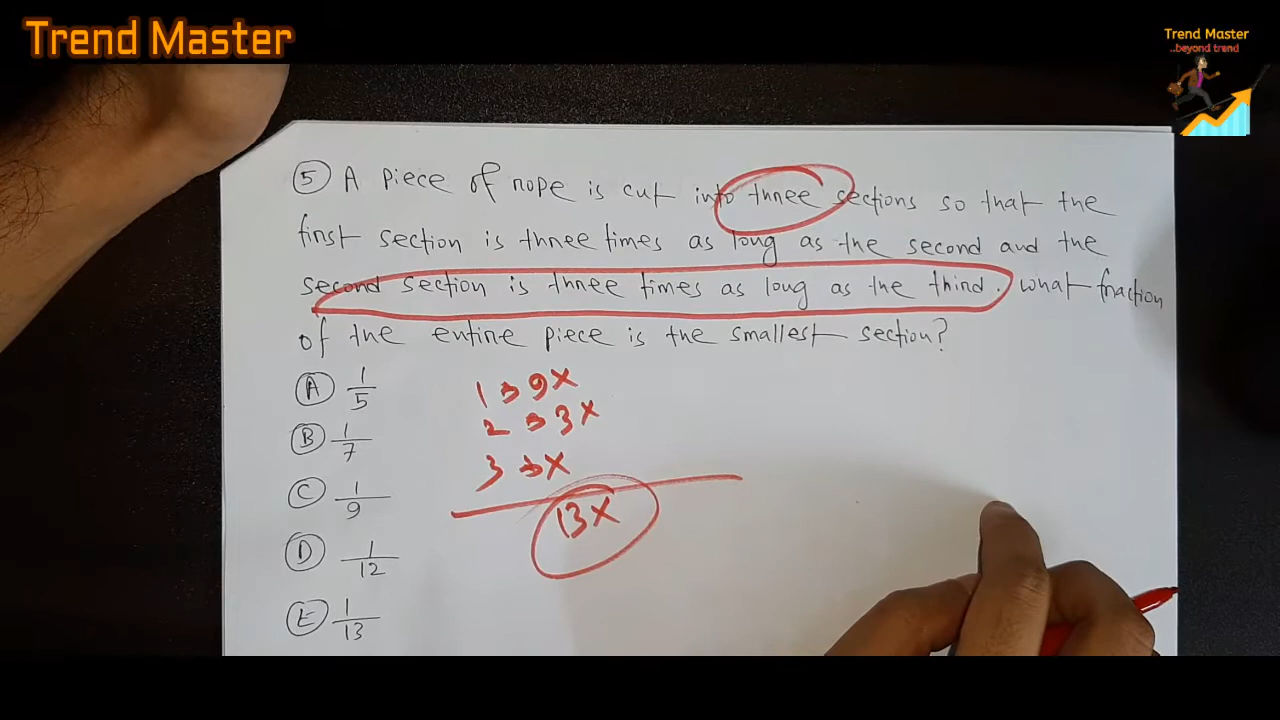 Trend Master
Trend Master
..beyond trend
5 A piece of rope is cut into three sections so that the
first section is three times as long as the second and the
second section is three times as long as the third. What fraction
of the entire piece is the smallest section?
A 1/5
B 1/7
C 1/9
D 1/12
E 1/13
1 → 9x
2 → 3x
3 → x
13x